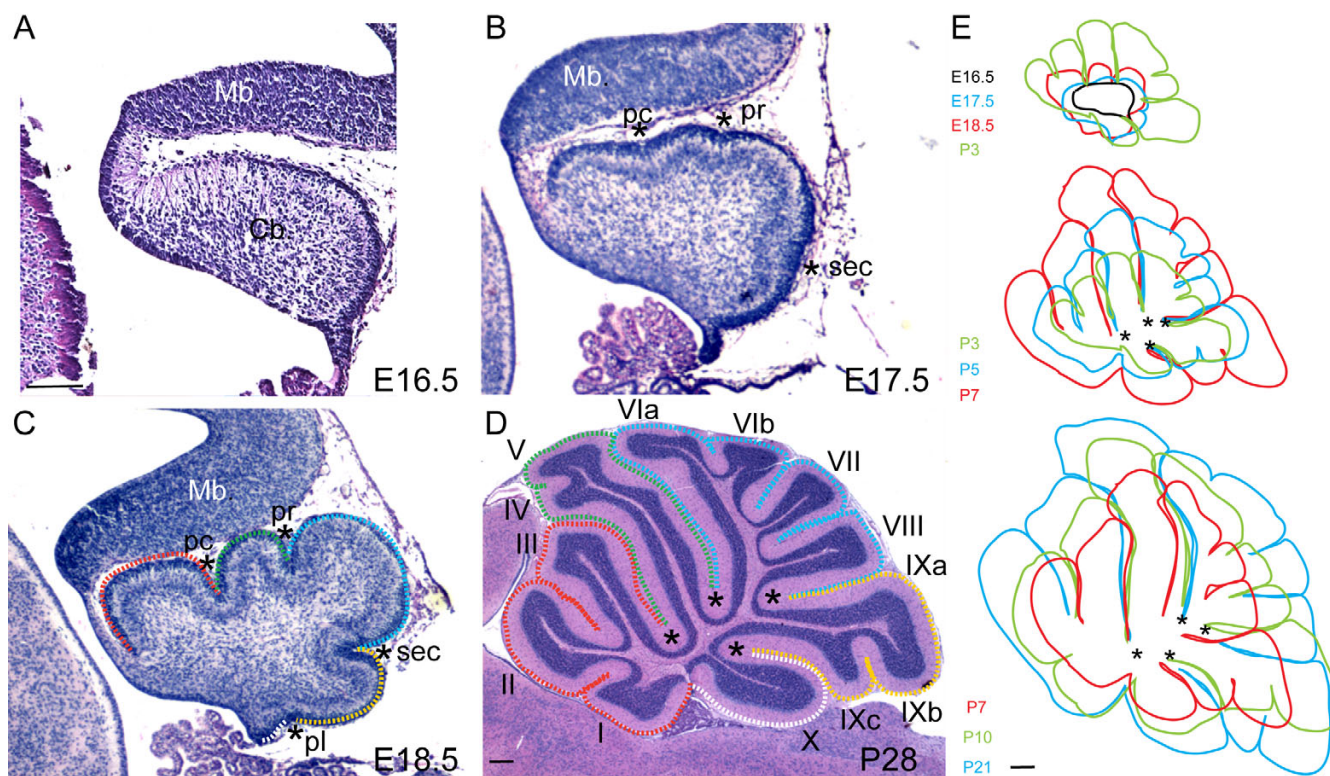 A
Mb
Cb
E16.5
B
Mb.
pc
* pr
*
* sec
E17.5
C
Mb
pr
pc *
*
* sec
* pl
E18.5
D
VIa
VIb
V
VII
IV
VIII
III
IXa
*
*
*
*
II
I
X
IXc
IXb
P28
E
E16.5
E17.5
E18.5
P3
* *
*
*
P3
P5
P7
*
*
*
*
P7
P10
P21